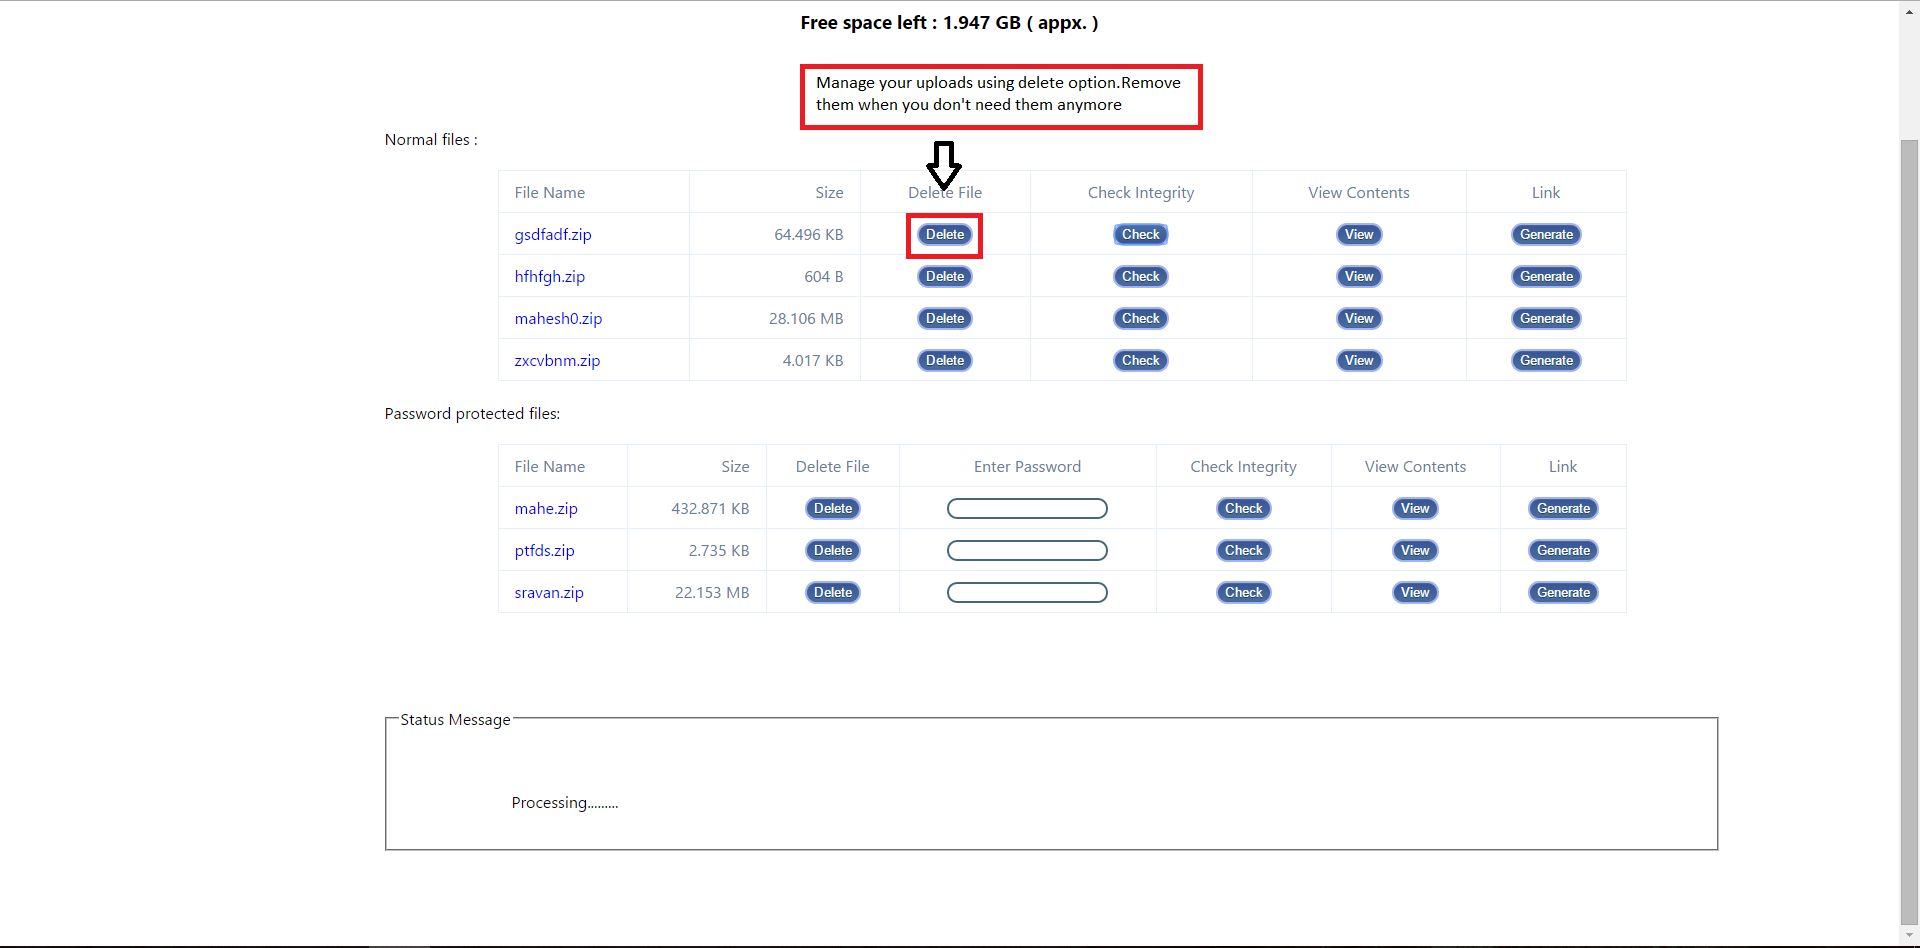 Free space left : 1.947 GB ( appx. )
Manage your uploads using delete option.Remove
them when you don't need them anymore
Normal files :
File Name Size Delete File Check Integrity View Contents Link
gsdfadf.zip 64.496 KB Delete Check View Generate
hfhfgh.zip 604 B Delete Check View Generate
mahesh0.zip 28.106 MB Delete Check View Generate
zxcvbnm.zip 4.017 KB Delete Check View Generate
Password protected files:
File Name Size Delete File Enter Password Check Integrity View Contents Link
mahe.zip 432.871 KB Delete Check View Generate
ptfds.zip 2.735 KB Delete Check View Generate
sravan.zip 22.153 MB Delete Check View Generate
Status Message
Processing.........